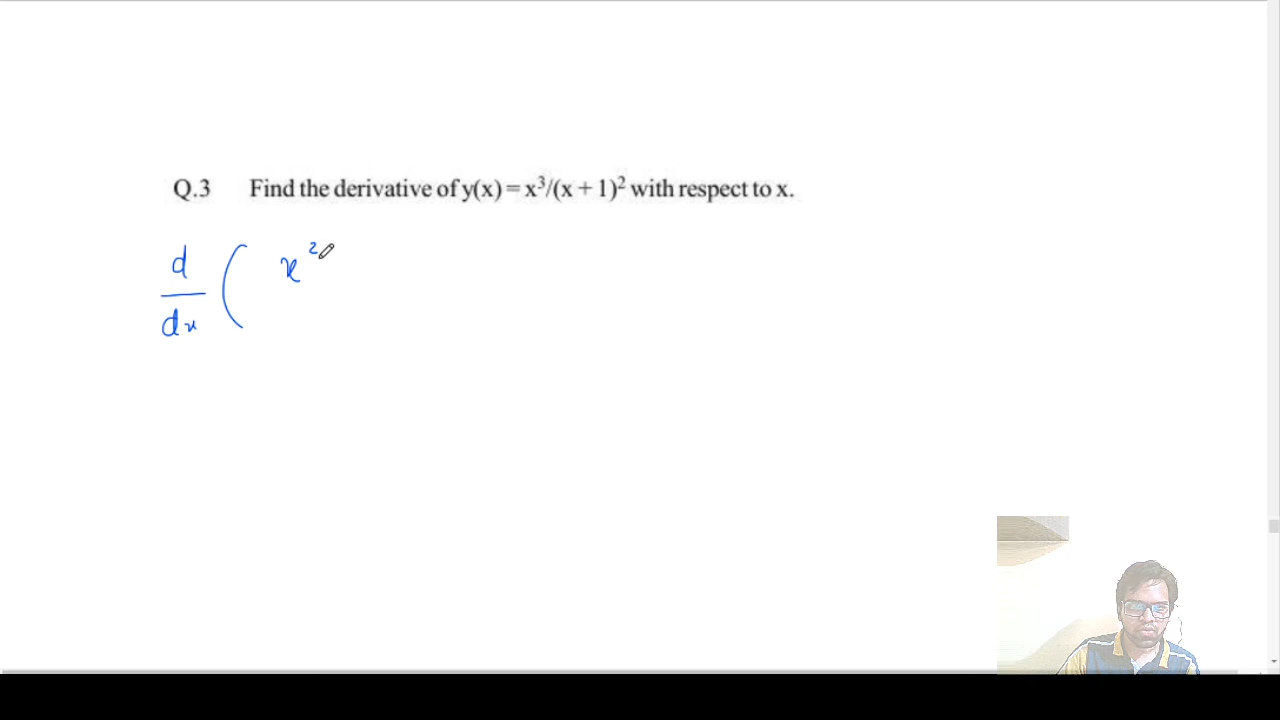 Q.3 Find the derivative of y(x) = x³/(x + 1)² with respect to x.
d/dx ( x²